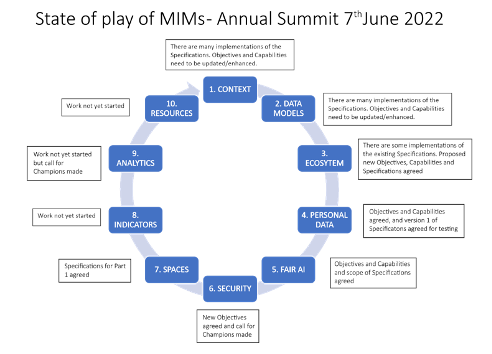 State of play of MIMs- Annual Summit 7th June 2022
There are many implementations of the
Specifications. Objectives and Capabilities
need to be updated/enhanced.
1. CONTEXT
2. DATA
MODELS
There are many implementations of the
Specifications. Objectives and Capabilities
need to be updated/enhanced.
3.
ECOSYTEM
There are some implementations of
the existing Specifications. Proposed
new Objectives, Capabilities and
Specifications agreed
4. PERSONAL
DATA
Objectives and Capabilities
agreed, and version 1 of
Specificatons agreed for testing
5. FAIR AI
Objectives and Capabilities
and scope of Specifications
agreed
6. SECURITY
New Objectives
agreed and call for
Champions made
7. SPACES
Specifications for Part
1 agreed
8.
INDICATORS
Work not yet started
9.
ANALYTICS
Work not yet started
but call for
Champions made
10.
RESOURCES
Work not yet started